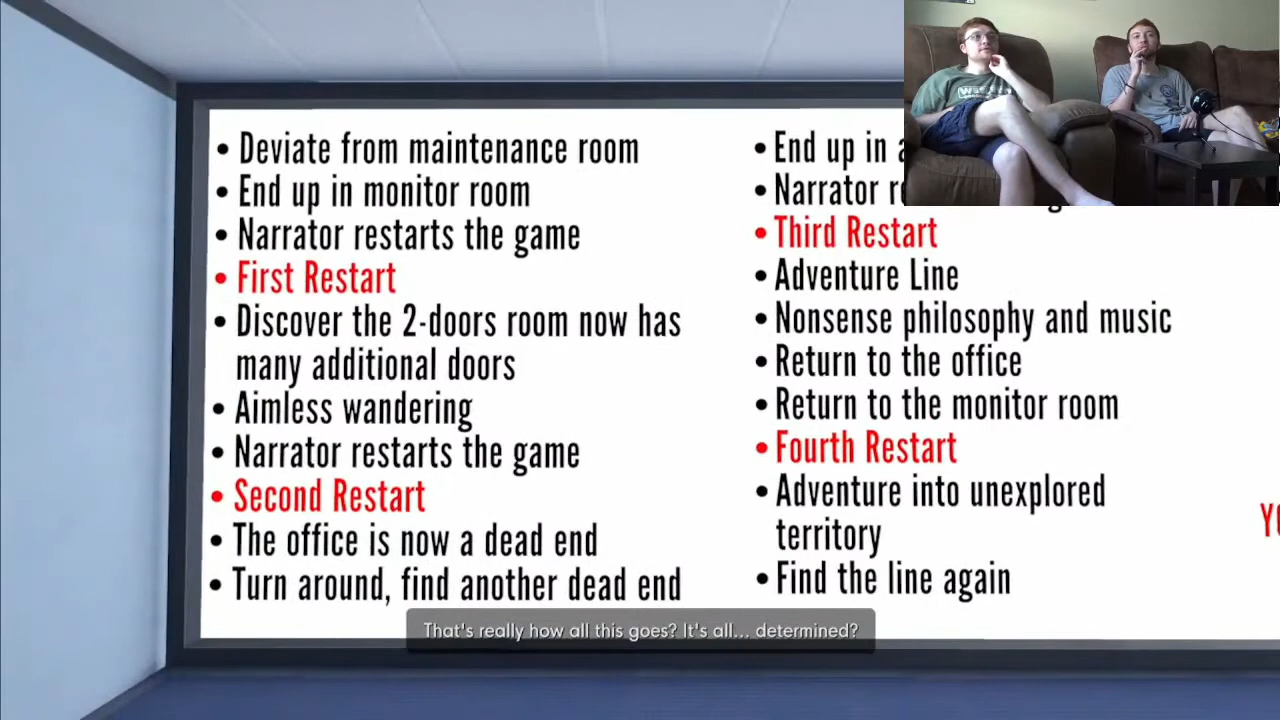 • Deviate from maintenance room
• End up in monitor room
• Narrator restarts the game
• First Restart
• Discover the 2-doors room now has
many additional doors
• Aimless wandering
• Narrator restarts the game
• Second Restart
• The office is now a dead end
• Turn around, find another dead end
• End up in
• Narrator
• Third Restart
• Adventure Line
• Nonsense philosophy and music
• Return to the office
• Return to the monitor room
• Fourth Restart
• Adventure into unexplored
territory
• Find the line again
That's really how all this goes? It's all... determined?